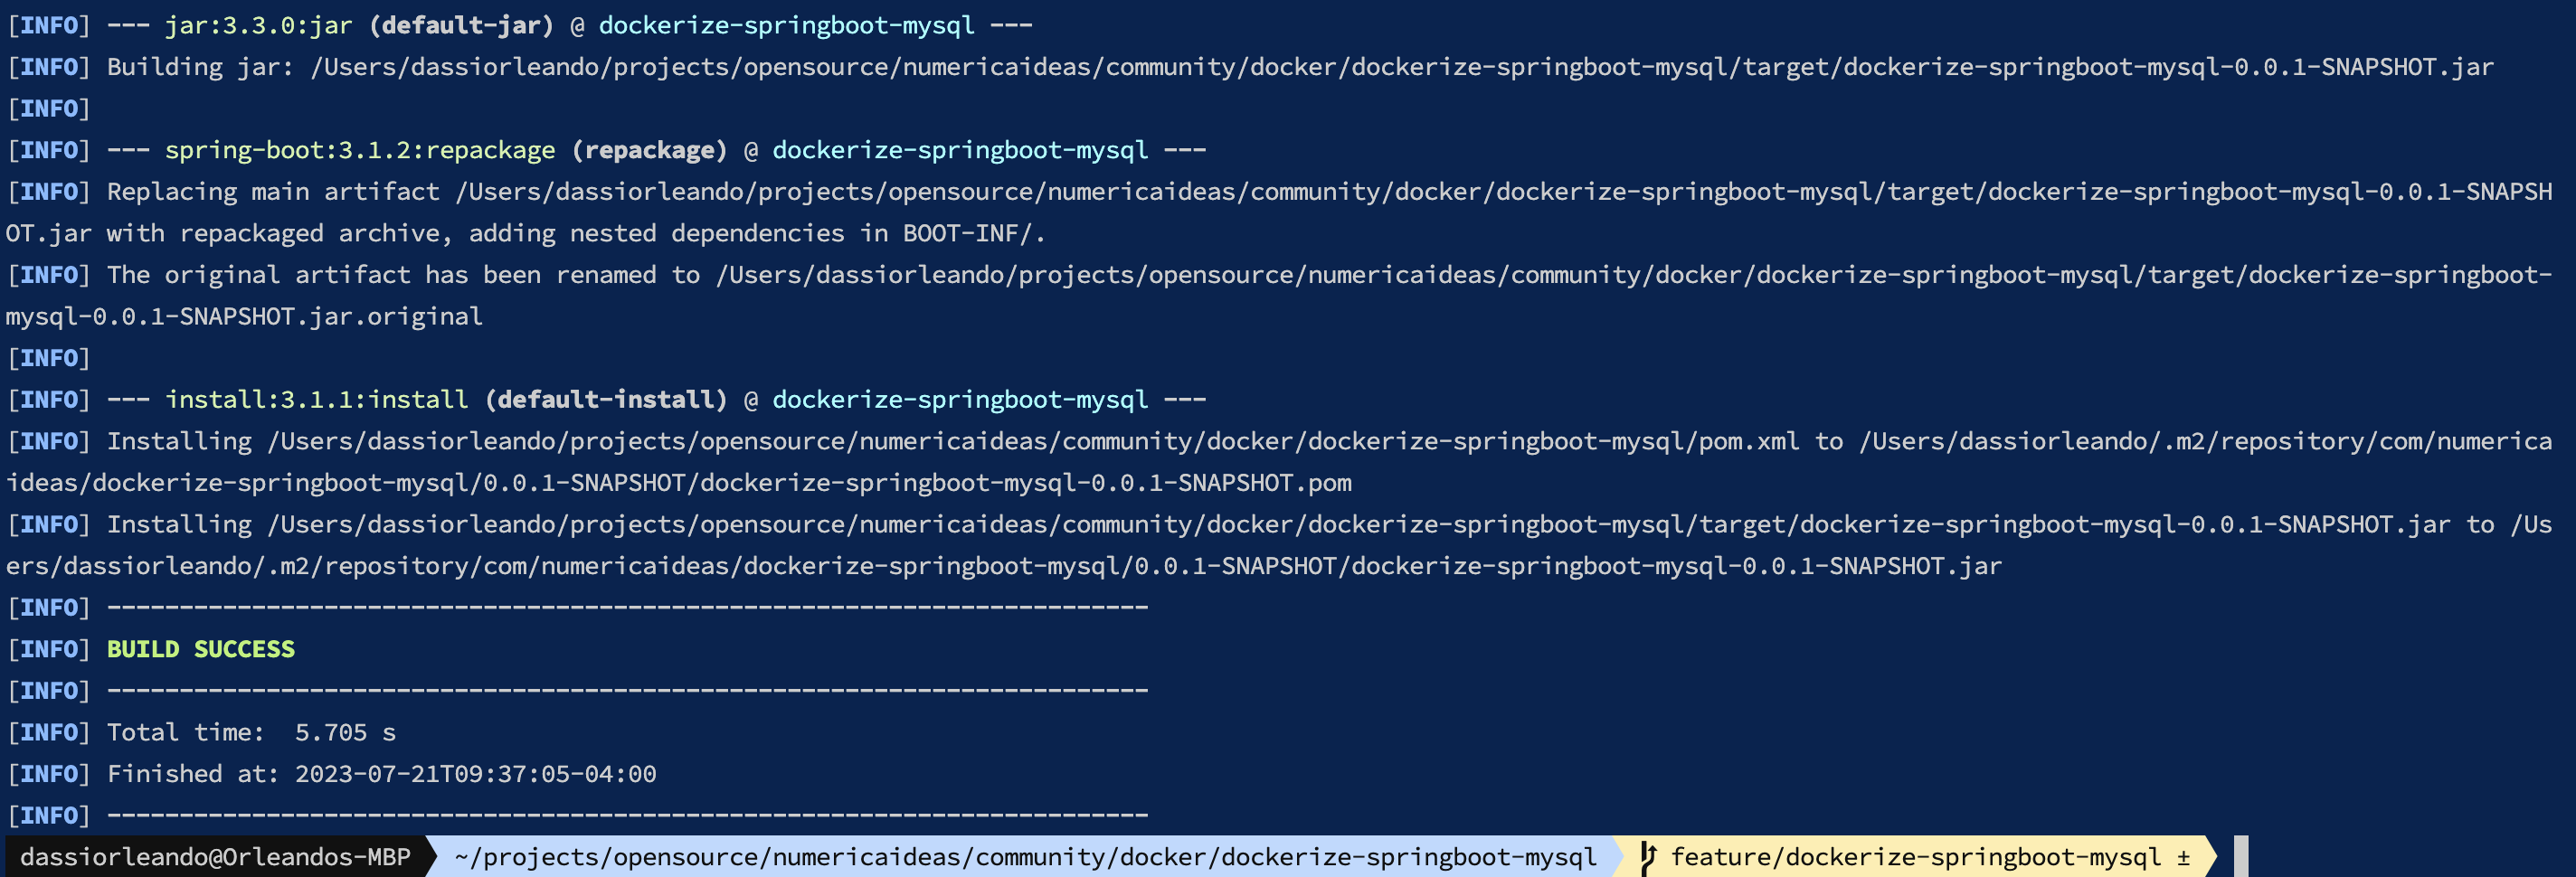 [INFO] --- jar:3.3.0:jar (default-jar) @ dockerize-springboot-mysql ---
[INFO] Building jar: /Users/dassiorleando/projects/opensource/numericaideas/community/docker/dockerize-springboot-mysql/target/dockerize-springboot-mysql-0.0.1-SNAPSHOT.jar
[INFO]
[INFO] --- spring-boot:3.1.2:repackage (repackage) @ dockerize-springboot-mysql ---
[INFO] Replacing main artifact /Users/dassiorleando/projects/opensource/numericaideas/community/docker/dockerize-springboot-mysql/target/dockerize-springboot-mysql-0.0.1-SNAPSH
OT.jar with repackaged archive, adding nested dependencies in BOOT-INF/.
[INFO] The original artifact has been renamed to /Users/dassiorleando/projects/opensource/numericaideas/community/docker/dockerize-springboot-mysql/target/dockerize-springboot-
mysql-0.0.1-SNAPSHOT.jar.original
[INFO]
[INFO] --- install:3.1.1:install (default-install) @ dockerize-springboot-mysql ---
[INFO] Installing /Users/dassiorleando/projects/opensource/numericaideas/community/docker/dockerize-springboot-mysql/pom.xml to /Users/dassiorleando/.m2/repository/com/numerica
ideas/dockerize-springboot-mysql/0.0.1-SNAPSHOT/dockerize-springboot-mysql-0.0.1-SNAPSHOT.pom
[INFO] Installing /Users/dassiorleando/projects/opensource/numericaideas/community/docker/dockerize-springboot-mysql/target/dockerize-springboot-mysql-0.0.1-SNAPSHOT.jar to /Us
ers/dassiorleando/.m2/repository/com/numericaideas/dockerize-springboot-mysql/0.0.1-SNAPSHOT/dockerize-springboot-mysql-0.0.1-SNAPSHOT.jar
[INFO] ------------------------------------------------------------------------
[INFO] BUILD SUCCESS
[INFO] ------------------------------------------------------------------------
[INFO] Total time:  5.705 s
[INFO] Finished at: 2023-07-21T09:37:05-04:00
[INFO] ------------------------------------------------------------------------
dassiorleando@Orleandos-MBP ~/projects/opensource/numericaideas/community/docker/dockerize-springboot-mysql feature/dockerize-springboot-mysql ±